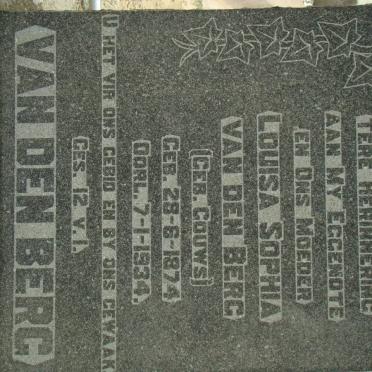 TERE HERINNERING
AAN MY EGGENOTE
EN ONS MOEDER
LOUISA SOPHIA
VAN DEN BERG
(GEB. GOUWS)
GEB. 28-6-1874
OORL. 7-1-1934.
U HET VIR ONS GEBID EN BY ONS GEWAAK
GES. 12 V. 1.
VAN DEN BERG